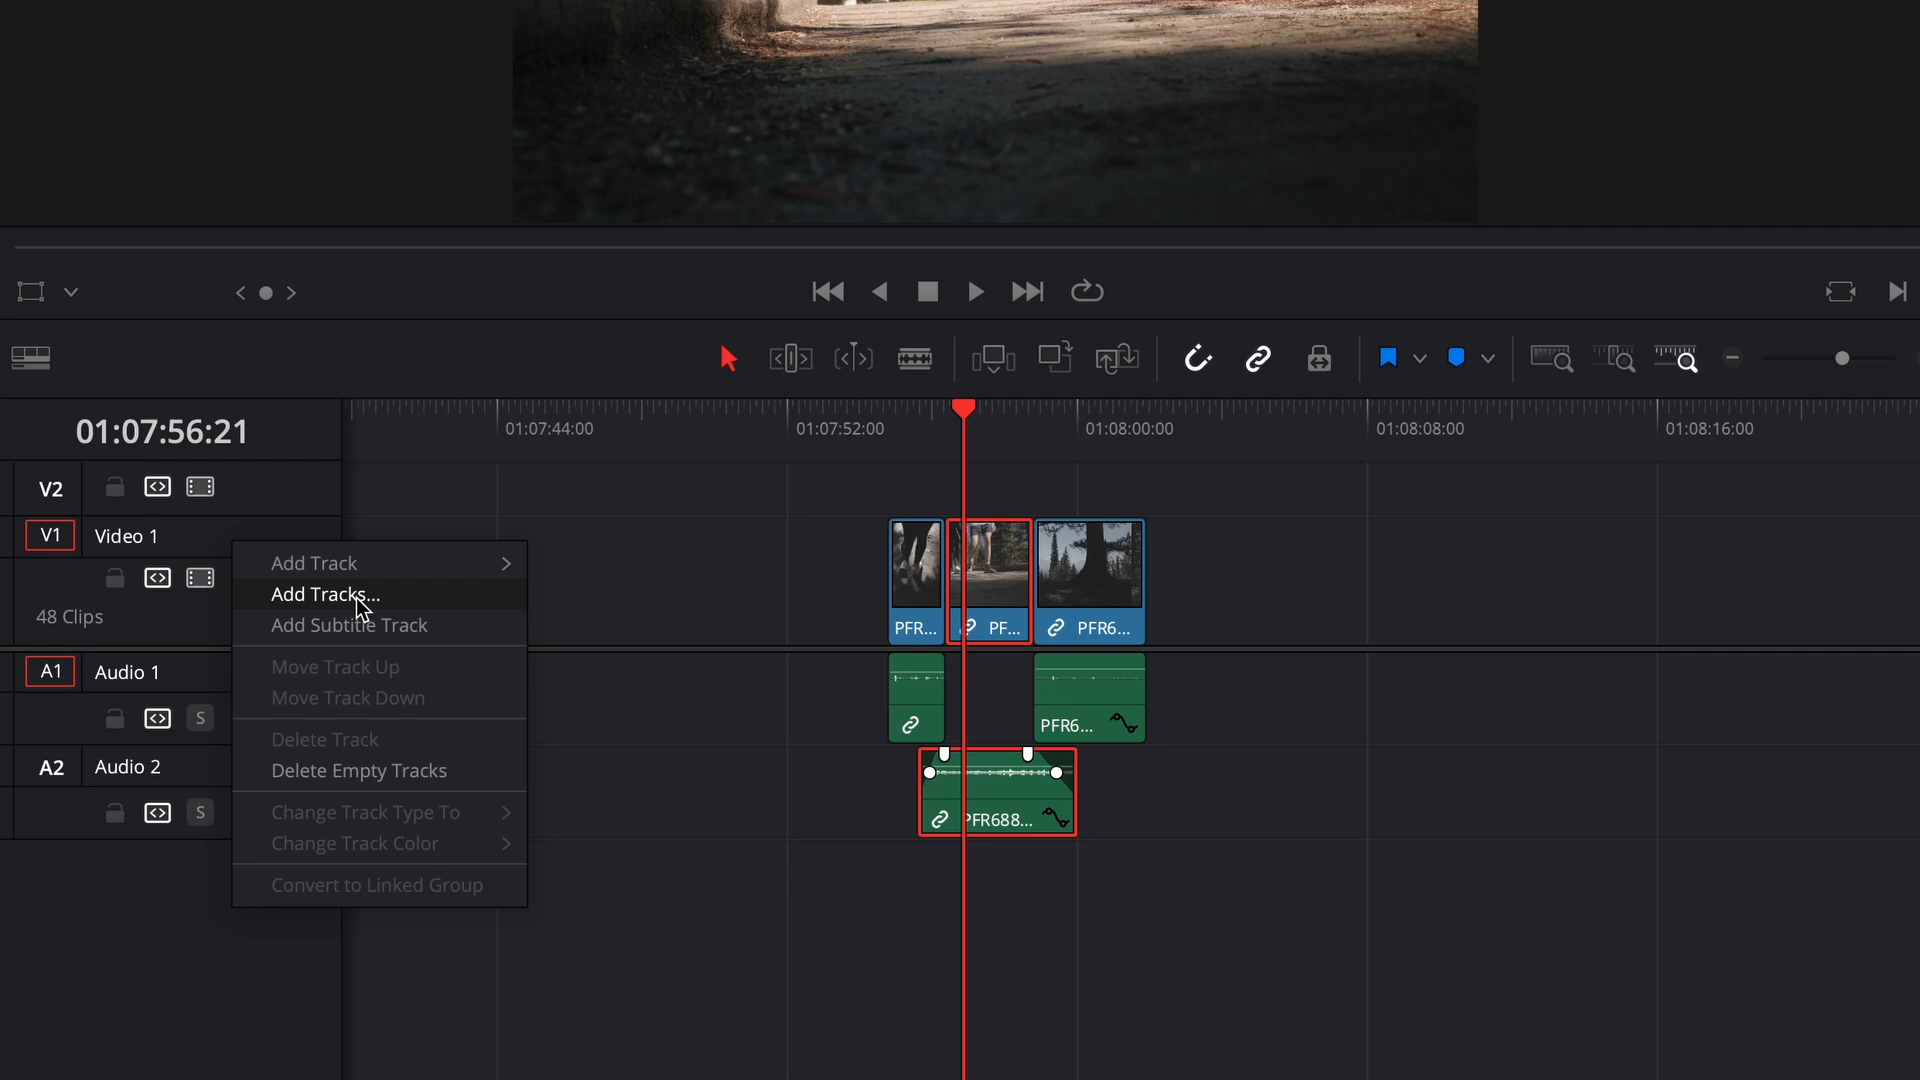 01:07:56:21
01:07:44:00
01:07:52:00
01:08:00:00
01:08:08:00
01:08:16:00
V2
V1
Video 1
48 Clips
Add Track
Add Tracks...
Add Subtitle Track
Move Track Up
Move Track Down
Delete Track
Delete Empty Tracks
Change Track Type To
Change Track Color
Convert to Linked Group
PFR...
PF...
PFR6...
A1
Audio 1
S
PFR6...
A2
Audio 2
S
PFR688...